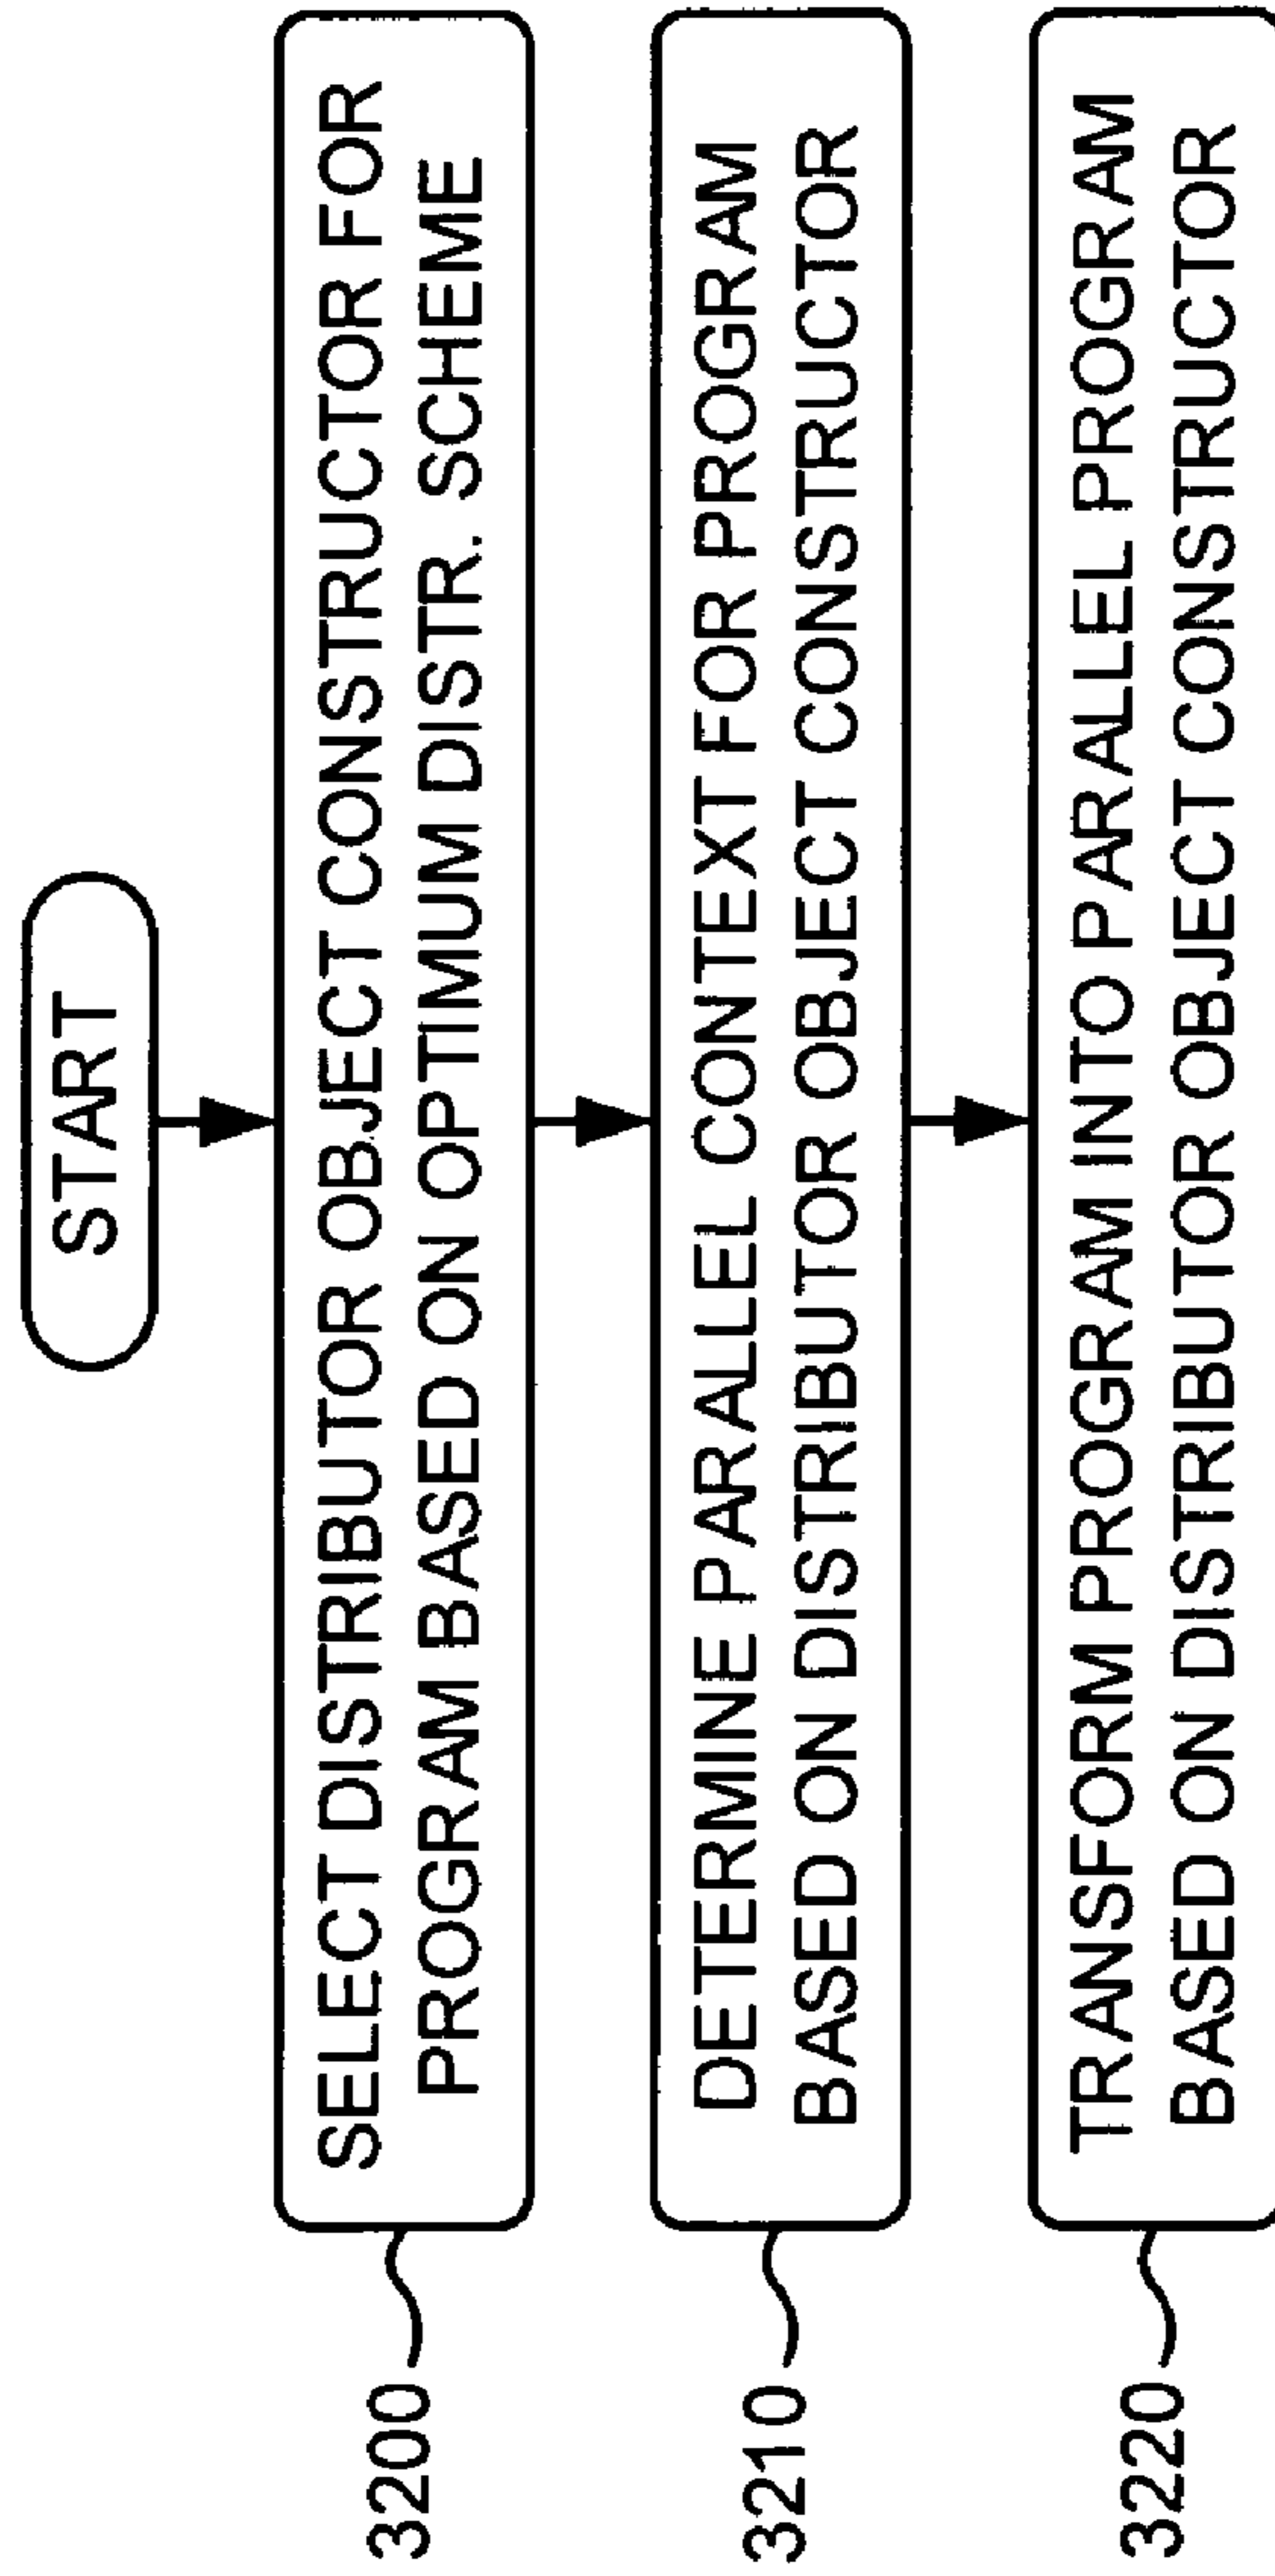 START
SELECT DISTRIBUTOR OBJECT CONSTRUCTOR FOR
PROGRAM BASED ON OPTIMUM DISTR. SCHEME
3200
DETERMINE PARALLEL CONTEXT FOR PROGRAM
BASED ON DISTRIBUTOR OBJECT CONSTRUCTOR
3210
TRANSFORM PROGRAM INTO PARALLEL PROGRAM
BASED ON DISTRIBUTOR OBJECT CONSTRUCTOR
3220